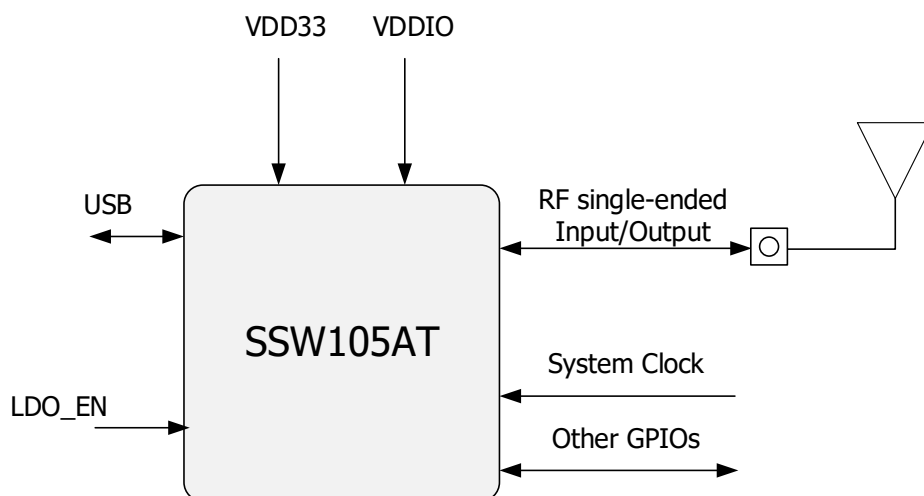 VDD33 VDDIO
USB
RF single-ended
Input/Output
SSW105AT
System Clock
LDO_EN
Other GPIOs